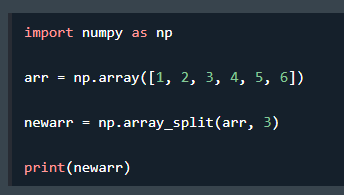 import numpy as np
arr = np.array([1, 2, 3, 4, 5, 6])
newarr = np.array_split(arr, 3)
print(newarr)